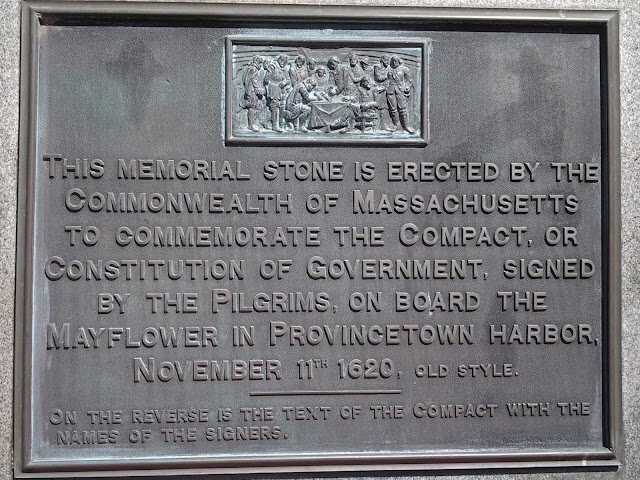 THIS MEMORIAL STONE IS ERECTED BY THE
COMMONWEALTH OF MASSACHUSETTS
TO COMMEMORATE THE COMPACT, OR
CONSTITUTION OF GOVERNMENT, SIGNED
BY THE PILGRIMS, ON BOARD THE
MAYFLOWER IN PROVINCETOWN HARBOR,
NOVEMBER 11TH 1620, OLD STYLE.
ON THE REVERSE IS THE TEXT OF THE COMPACT WITH THE
NAMES OF THE SIGNERS.